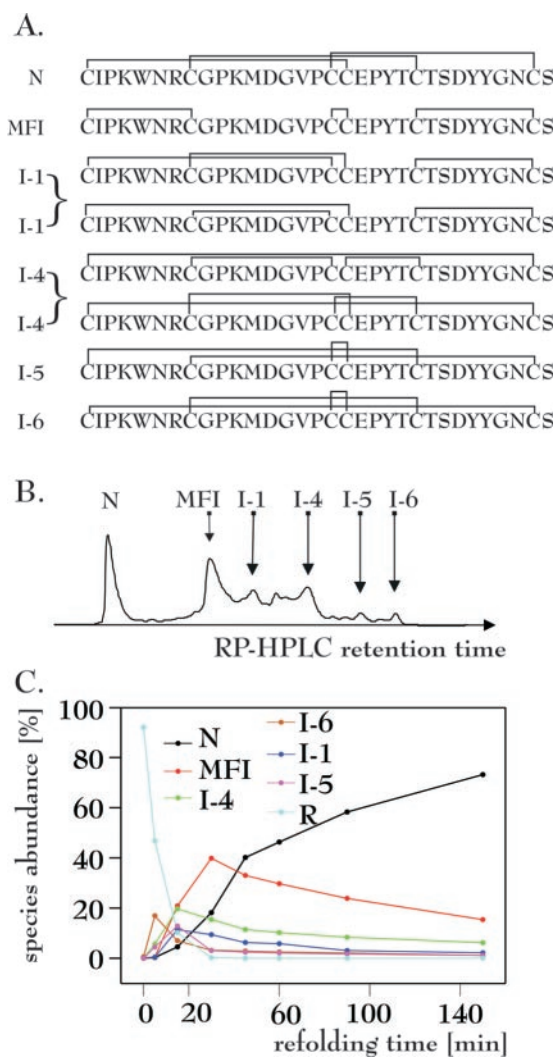 A.
N CIPKWNRCGPKMDGVPCCEPYTCTSDYYGNCS
MFI CIPKWNRCGPKMDGVPCCEPYTCTSDYYGNCS
I-1 CIPKWNRCGPKMDGVPCCEPYTCTSDYYGNCS
I-1 CIPKWNRCGPKMDGVPCCEPYTCTSDYYGNCS
I-4 CIPKWNRCGPKMDGVPCCEPYTCTSDYYGNCS
I-4 CIPKWNRCGPKMDGVPCCEPYTCTSDYYGNCS
I-5 CIPKWNRCGPKMDGVPCCEPYTCTSDYYGNCS
I-6 CIPKWNRCGPKMDGVPCCEPYTCTSDYYGNCS
B.
N MFI I-1 I-4 I-5 I-6
RP-HPLC retention time
C.
species abundance [%]
100
80
60
40
20
0
N
MFI
I-4
I-6
I-1
I-5
R
0 20 60 100 140
refolding time [min]